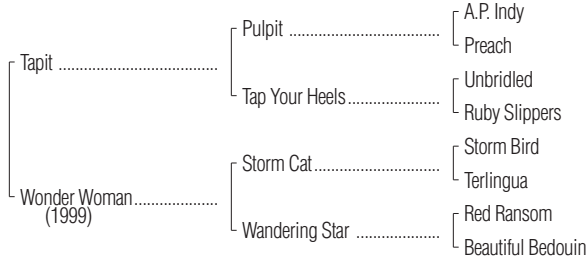 A.P. Indy
Pulpit
Preach
Tapit
Unbridled
Tap Your Heels
Ruby Slippers
Storm Bird
Storm Cat
Terlingua
Wonder Woman
(1999)
Red Ransom
Wandering Star
Beautiful Bedouin